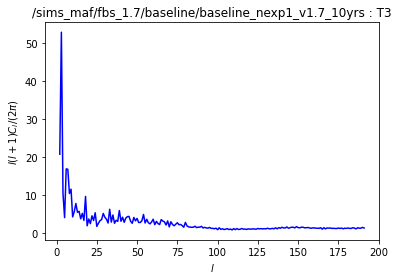 /sims_maf/fbs_1.7/baseline/baseline_nexp1_v1.7_10yrs : T3
50
40
30
20
10
0
l(l + 1)C_l/(2π)
0 25 50 75 100 125 150 175 200
l